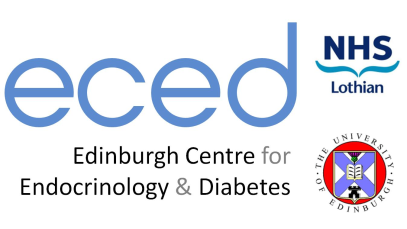 eced
Edinburgh Centre for
Endocrinology & Diabetes
NHS
Lothian
THE UNIVERSITY
OF EDINBURGH